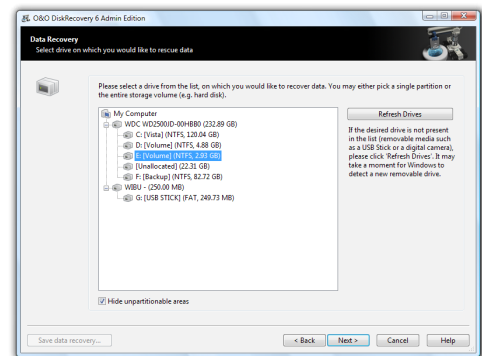 O&O DiskRecovery 6 Admin Edition
Data Recovery
Select drive on which you would like to rescue data
Please select a drive from the list, on which you would like to recover data. You may either pick a single partition or
the entire storage volume (e.g. hard disk).
My Computer
WDC WD2500JD-00HBB0 (232.89 GB)
C: [Vista] (NTFS, 120.04 GB)
D: [Volume] (NTFS, 4.88 GB)
E: [Volume] (NTFS, 2.93 GB)
[Unallocated] (22.31 GB)
F: [Backup] (NTFS, 82.72 GB)
WIBU - (250.00 MB)
G: [USB STICK] (FAT, 249.73 MB)
Refresh Drives
If the desired drive is not present
in the list (removable media such
as a USB Stick or a digital camera),
please click 'Refresh Drives'. It may
take a moment for Windows to
detect a new removable drive.
Hide unpartitionable areas
Save data recovery...
< Back
Next >
Cancel
Help